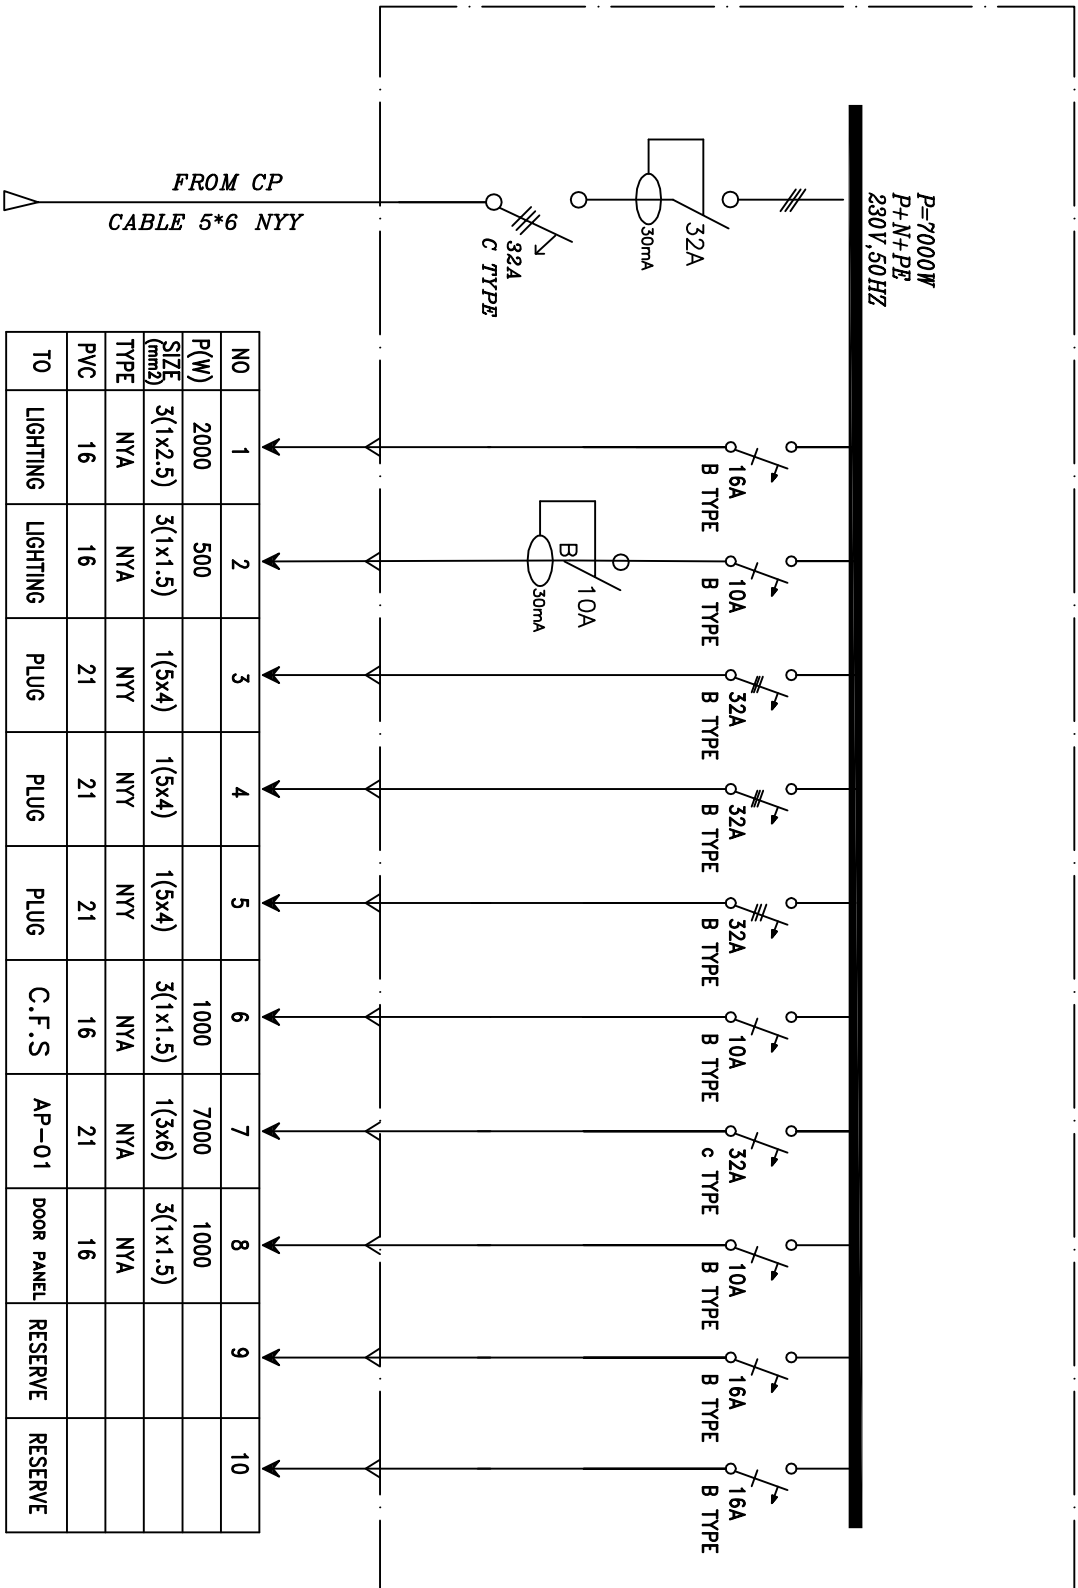 P=7000W
P+N+PE
230V,50HZ
32A
30mA
32A
C TYPE
FROM CP
CABLE 5*6 NYY
16A
B TYPE
10A
B TYPE
32A
B TYPE
32A
B TYPE
32A
B TYPE
10A
B TYPE
32A
c TYPE
10A
B TYPE
16A
B TYPE
16A
B TYPE
B
10A
30mA
NO 1 2 3 4 5 6 7 8 9 10
P(W) 2000 500 1000 7000 1000
SIZE (mm2) 3(1x2.5) 3(1x1.5) 1(5x4) 1(5x4) 1(5x4) 3(1x1.5) 1(3x6) 3(1x1.5)
TYPE NYA NYA NYY NYY NYY NYA NYA NYA
PVC 16 16 21 21 21 16 21 16
TO LIGHTING LIGHTING PLUG PLUG PLUG C.F.S AP-01 DOOR PANEL RESERVE RESERVE